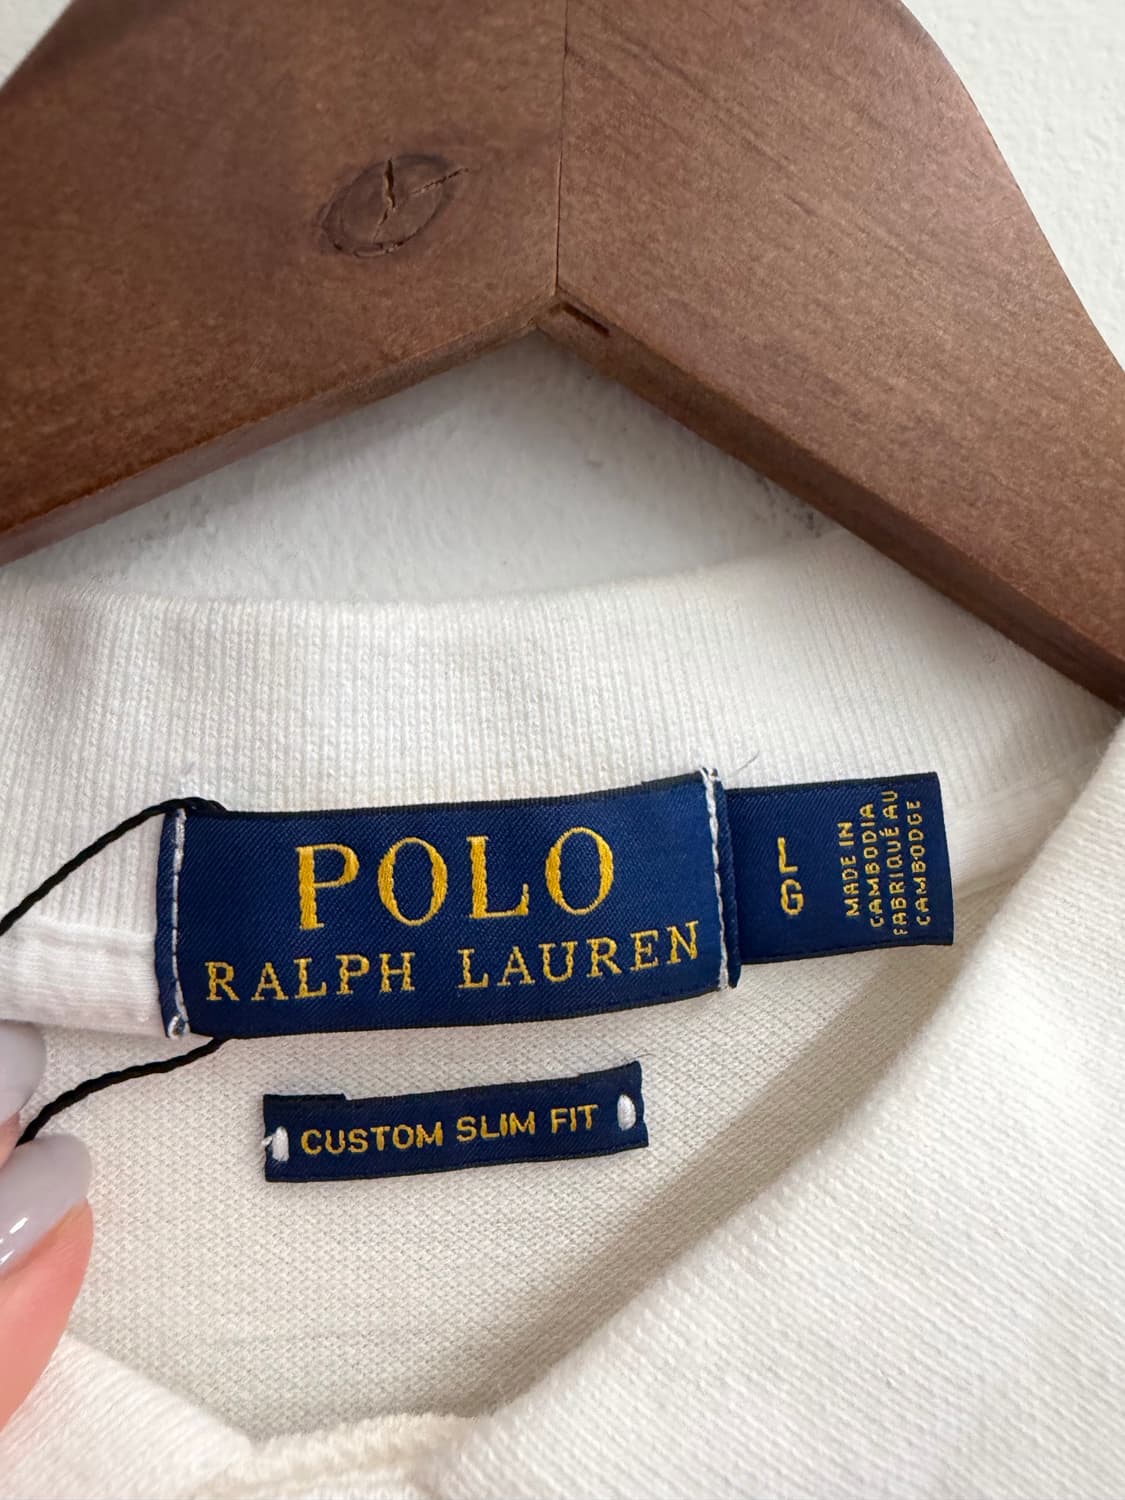 POLO
RALPH LAUREN
L
G
MADE IN
CAMBODIA
FABRIQUÉ AU
CAMBODGE
CUSTOM SLIM FIT